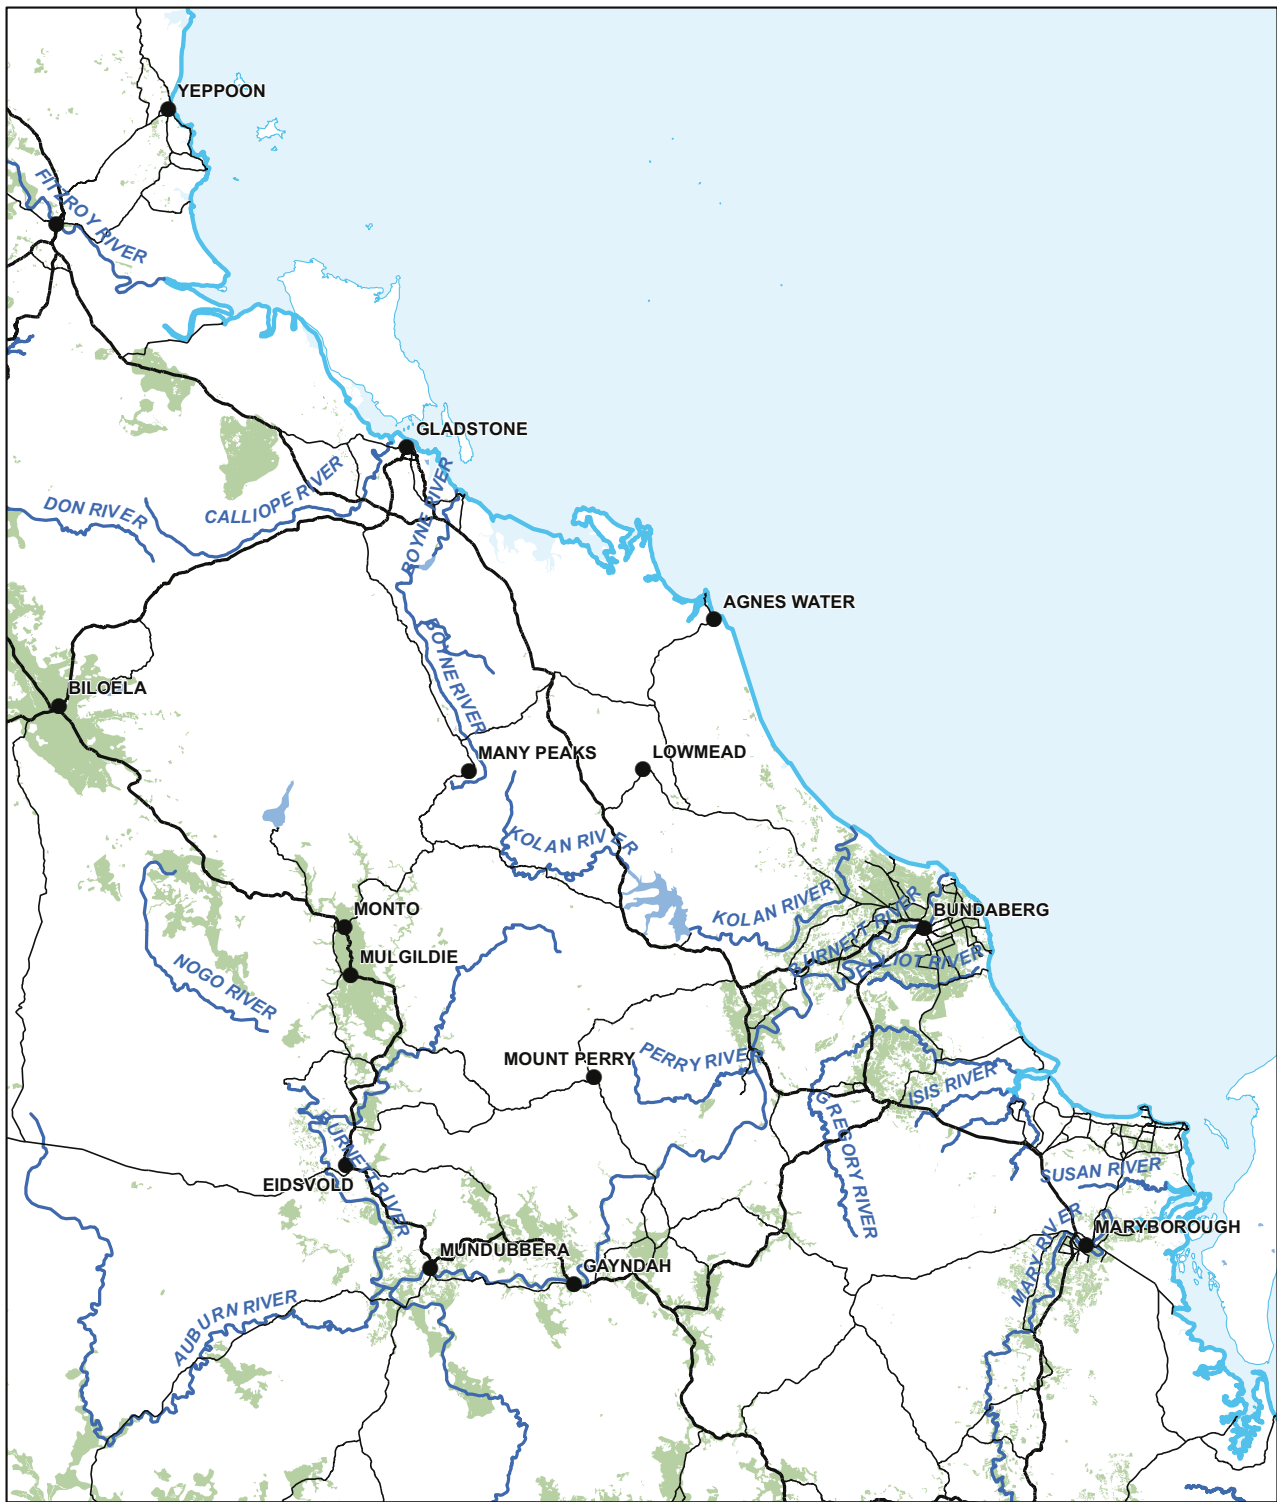 YEPPOON
FITZROY RIVER
GLADSTONE
CALLIOPE RIVER
BOYNE RIVER
DON RIVER
AGNES WATER
BOYNE RIVER
BILOELA
MANY PEAKS
LOWMEAD
KOLAN RIVER
KOLAN RIVER
BURNETT RIVER
BUNDABERG
MONTO
MULGILDIE
ELLIOT RIVER
NOGO RIVER
MOUNT PERRY
PERRY RIVER
ISIS RIVER
GREGORY RIVER
BURNETT RIVER
EIDSVOLD
SUSAN RIVER
MARYBOROUGH
MARY RIVER
MUNDUBBERA
GAYNDAH
AUBURN RIVER